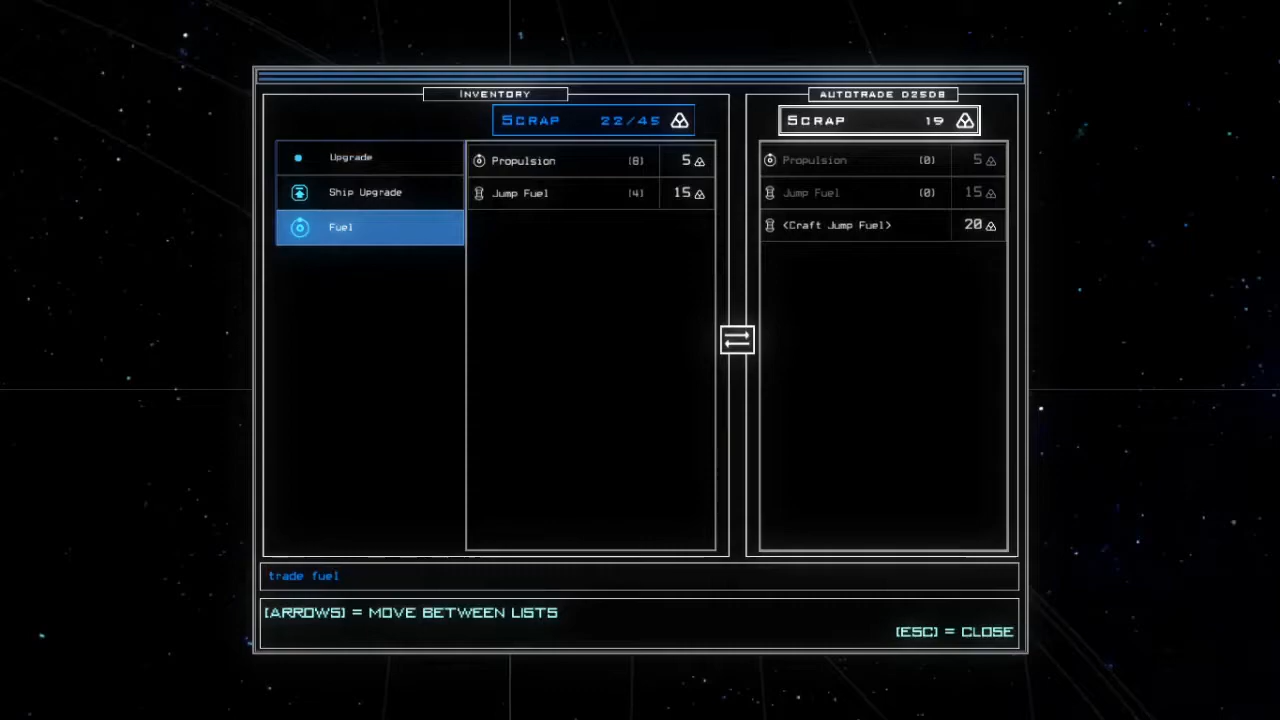 INVENTORY
AUTOTRADE D25DB
SCRAP 22/45
SCRAP 19
Upgrade
Ship Upgrade
Fuel
Propulsion (8) 5
Jump Fuel (4) 15
Propulsion (0) 5
Jump Fuel (0) 15
<Craft Jump Fuel> 20
trade fuel
[ARROWS] = MOVE BETWEEN LISTS
[ESC] = CLOSE